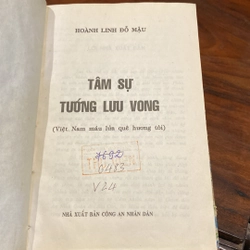 HOÀNH LINH ĐỖ MẬU
TÂM SỰ
TƯỚNG LƯU VONG
(Việt Nam máu lửa quê hương tôi)
NHÀ XUẤT BẢN CÔNG AN NHÂN DÂN